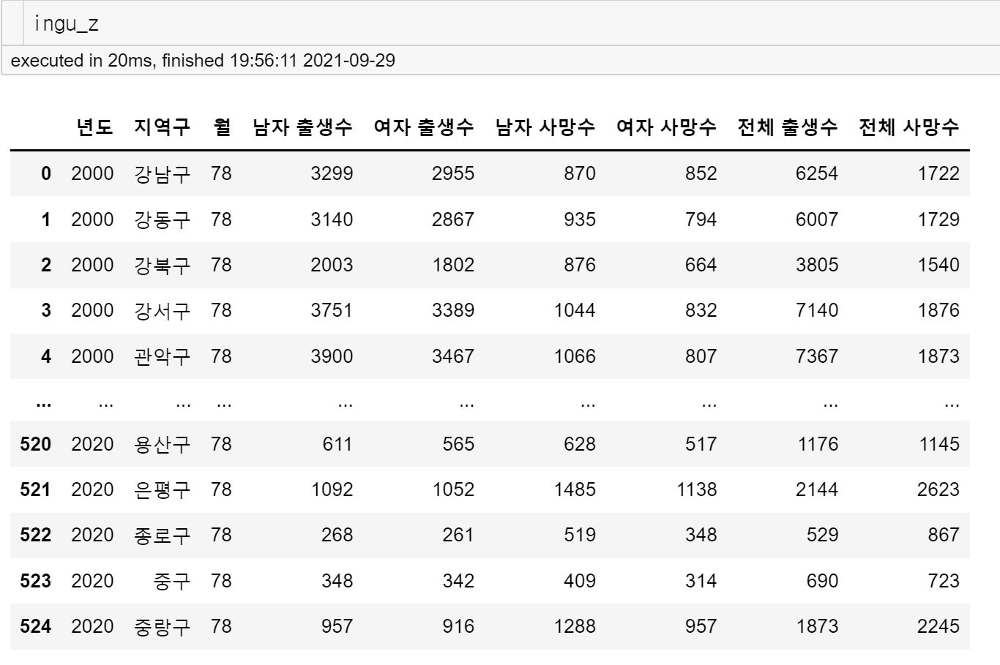 ingu_z
executed in 20ms, finished 19:56:11 2021-09-29
년도 지역구 월 남자 출생수 여자 출생수 남자 사망수 여자 사망수 전체 출생수 전체 사망수
0 2000 강남구 78 3299 2955 870 852 6254 1722
1 2000 강동구 78 3140 2867 935 794 6007 1729
2 2000 강북구 78 2003 1802 876 664 3805 1540
3 2000 강서구 78 3751 3389 1044 832 7140 1876
4 2000 관악구 78 3900 3467 1066 807 7367 1873
... ... ... ... ... ... ... ... ... ...
520 2020 용산구 78 611 565 628 517 1176 1145
521 2020 은평구 78 1092 1052 1485 1138 2144 2623
522 2020 종로구 78 268 261 519 348 529 867
523 2020 중구 78 348 342 409 314 690 723
524 2020 중랑구 78 957 916 1288 957 1873 2245